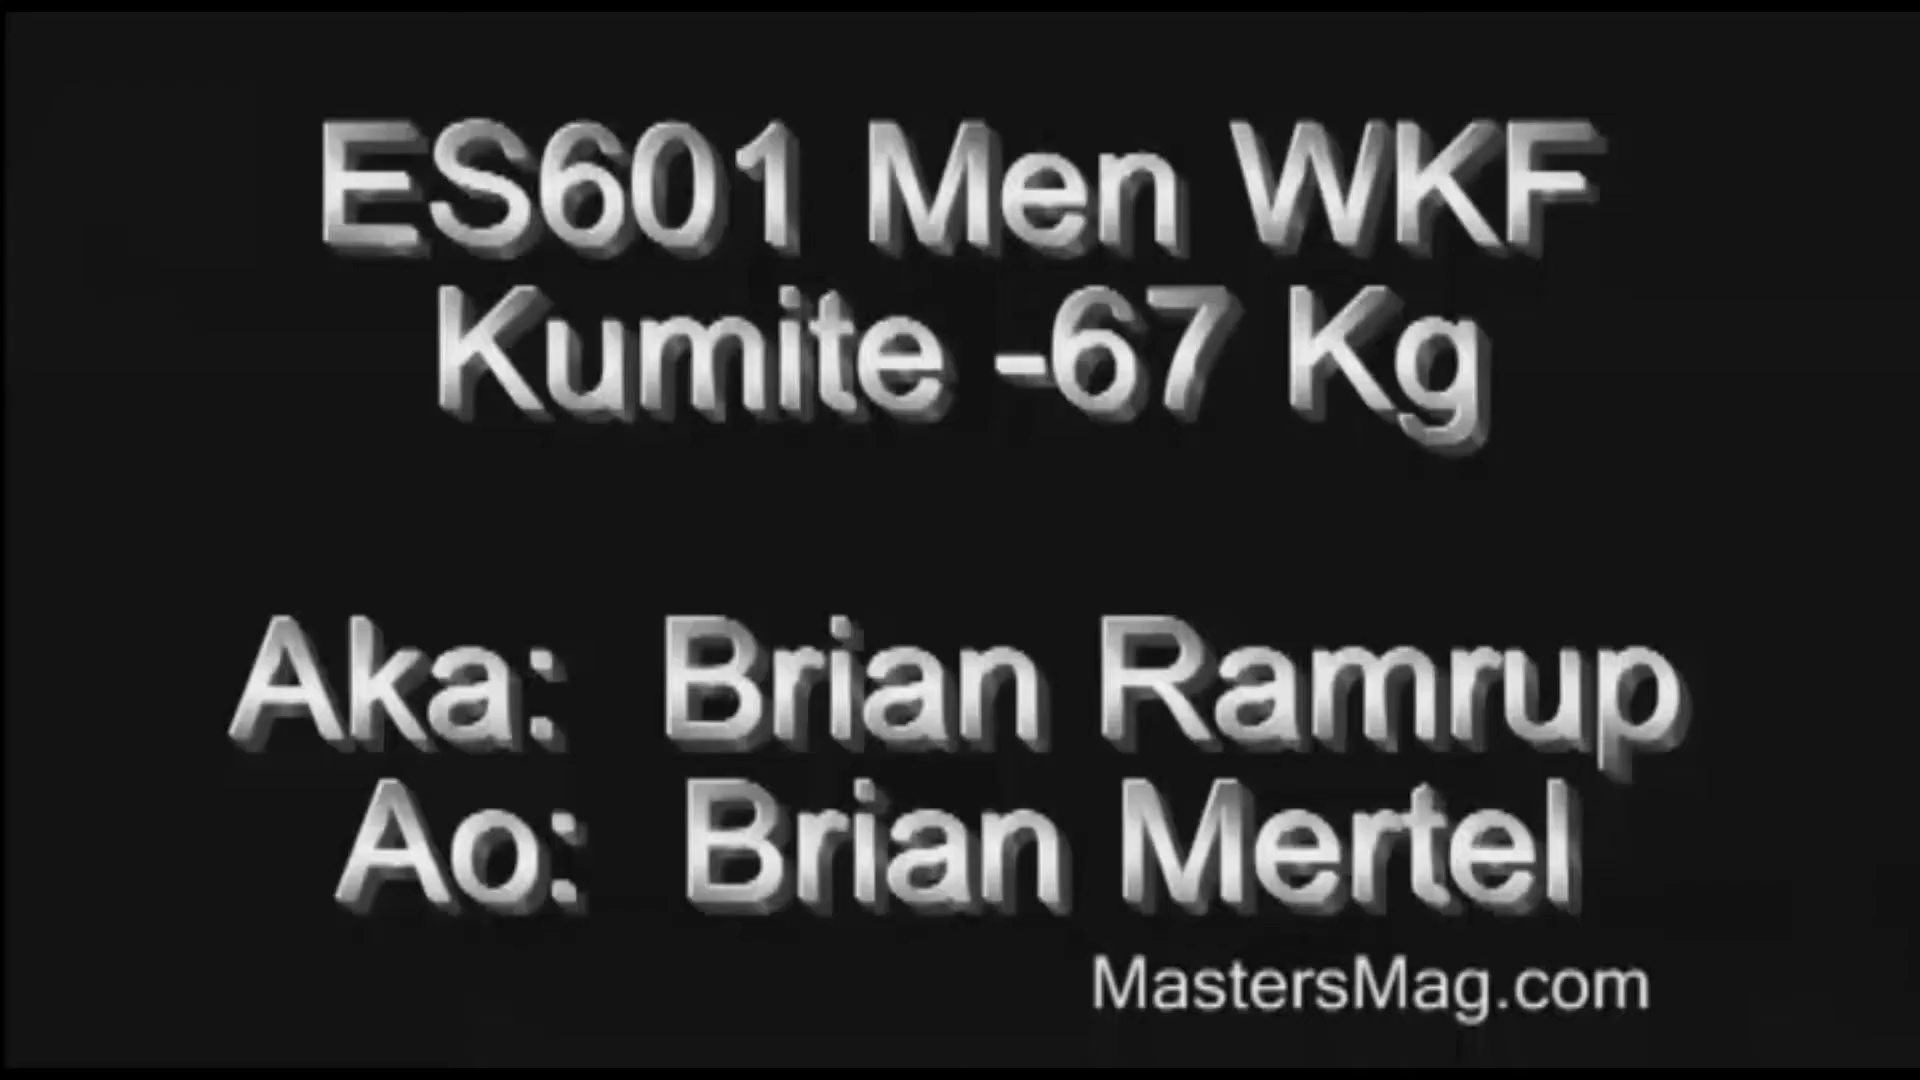 ES601 Men WKF
Kumite -67 Kg
Aka: Brian Ramrup
Ao: Brian Mertel
MastersMag.com